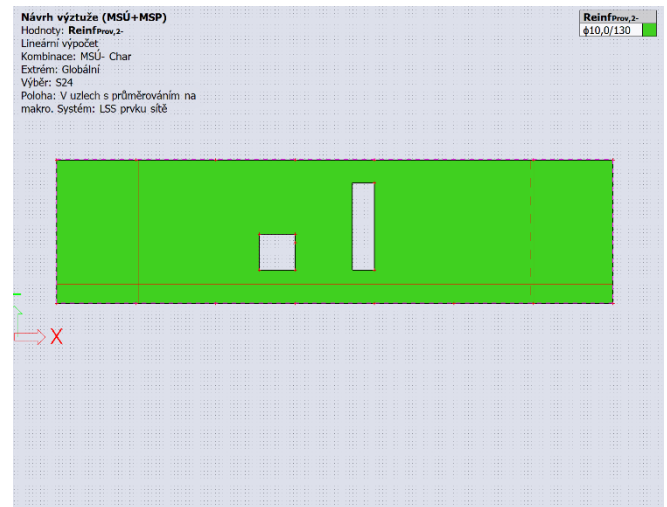 Návrh výztuže (MSÚ+MSP)
Hodnoty: ReinfProv,2-
Lineární výpočet
Kombinace: MSÚ- Char
Extrém: Globální
Výběr: S24
Poloha: V uzlech s průměrováním na
makro. Systém: LSS prvku sítě
ReinfProv,2-
ϕ10,0/130
X